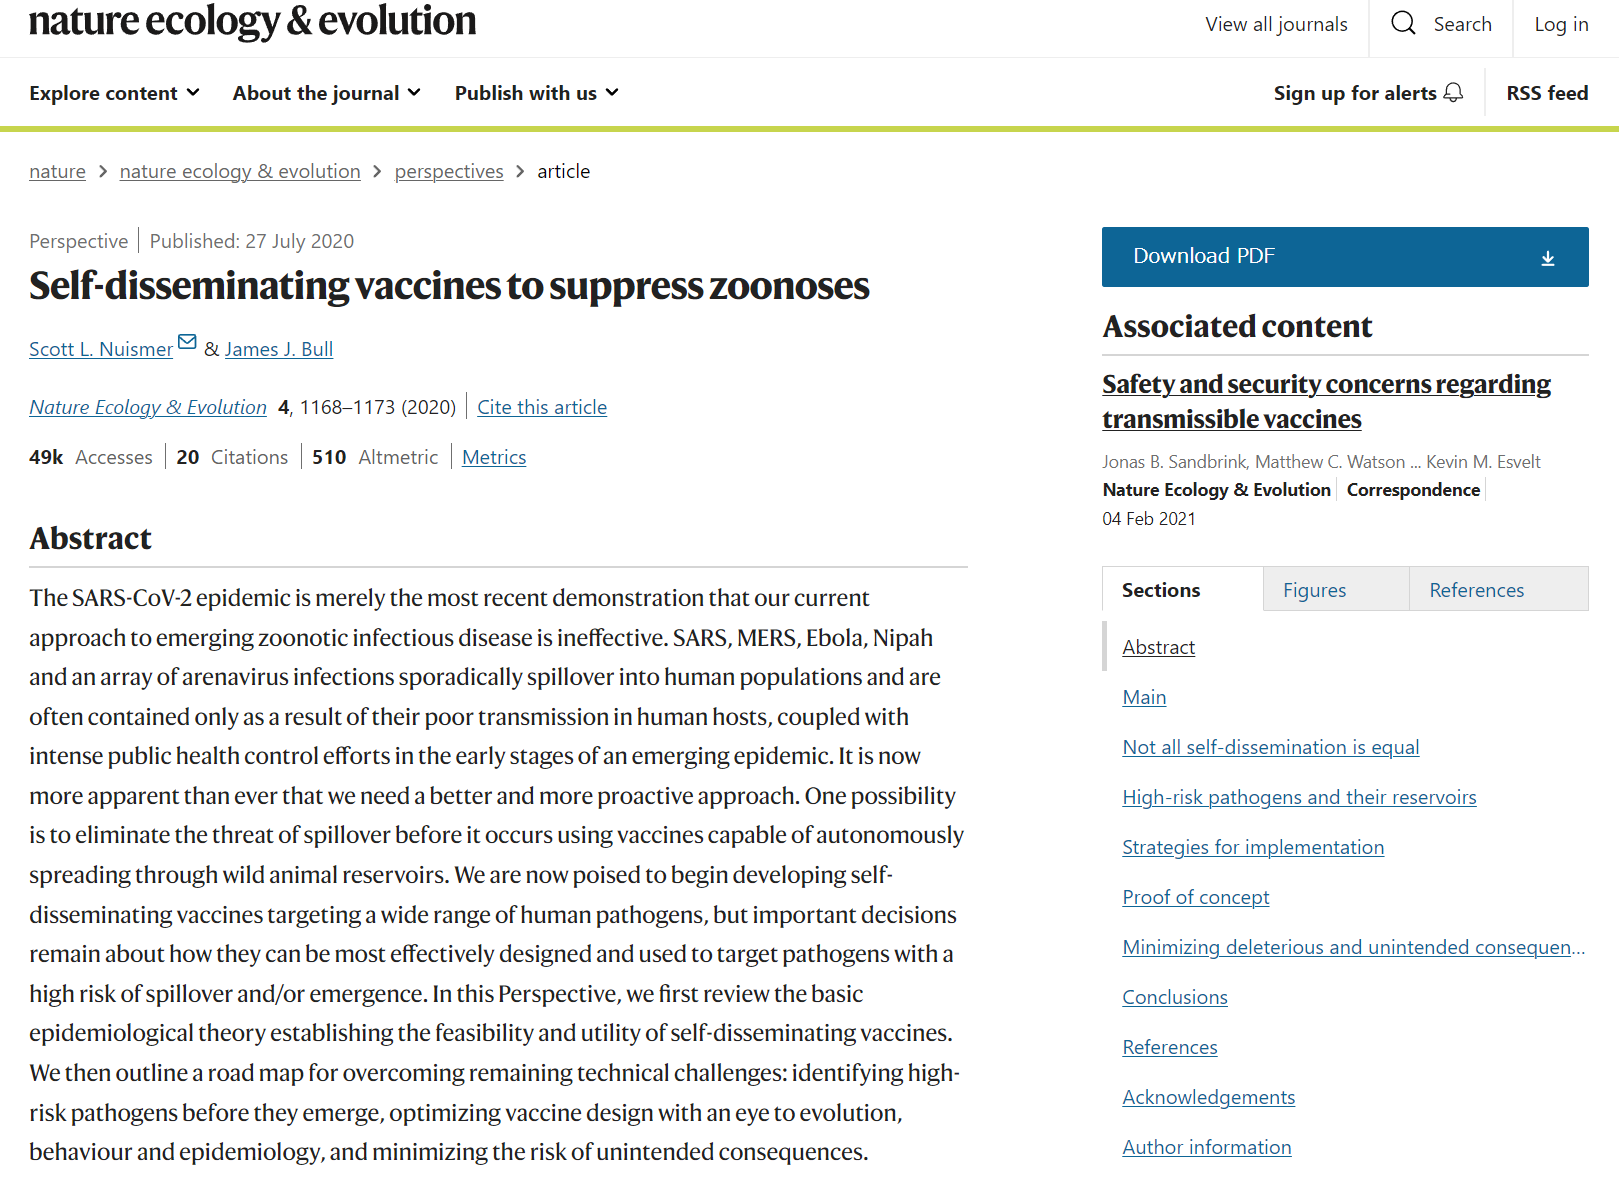 nature ecology & evolution
View all journals
Search
Log in
Explore content
About the journal
Publish with us
Sign up for alerts
RSS feed
nature > nature ecology & evolution > perspectives > article
Perspective | Published: 27 July 2020
Self-disseminating vaccines to suppress zoonoses
Scott L. Nuismer & James J. Bull
Nature Ecology & Evolution 4, 1168–1173 (2020) | Cite this article
49k Accesses | 20 Citations | 510 Altmetric | Metrics
Abstract
The SARS-CoV-2 epidemic is merely the most recent demonstration that our current
approach to emerging zoonotic infectious disease is ineffective. SARS, MERS, Ebola, Nipah
and an array of arenavirus infections sporadically spillover into human populations and are
often contained only as a result of their poor transmission in human hosts, coupled with
intense public health control efforts in the early stages of an emerging epidemic. It is now
more apparent than ever that we need a better and more proactive approach. One possibility
is to eliminate the threat of spillover before it occurs using vaccines capable of autonomously
spreading through wild animal reservoirs. We are now poised to begin developing self-
disseminating vaccines targeting a wide range of human pathogens, but important decisions
remain about how they can be most effectively designed and used to target pathogens with a
high risk of spillover and/or emergence. In this Perspective, we first review the basic
epidemiological theory establishing the feasibility and utility of self-disseminating vaccines.
We then outline a road map for overcoming remaining technical challenges: identifying high-
risk pathogens before they emerge, optimizing vaccine design with an eye to evolution,
behaviour and epidemiology, and minimizing the risk of unintended consequences.
Download PDF
Associated content
Safety and security concerns regarding
transmissible vaccines
Jonas B. Sandbrink, Matthew C. Watson ... Kevin M. Esvelt
Nature Ecology & Evolution | Correspondence |
04 Feb 2021
Sections
Figures
References
Abstract
Main
Not all self-dissemination is equal
High-risk pathogens and their reservoirs
Strategies for implementation
Proof of concept
Minimizing deleterious and unintended consequen...
Conclusions
References
Acknowledgements
Author information